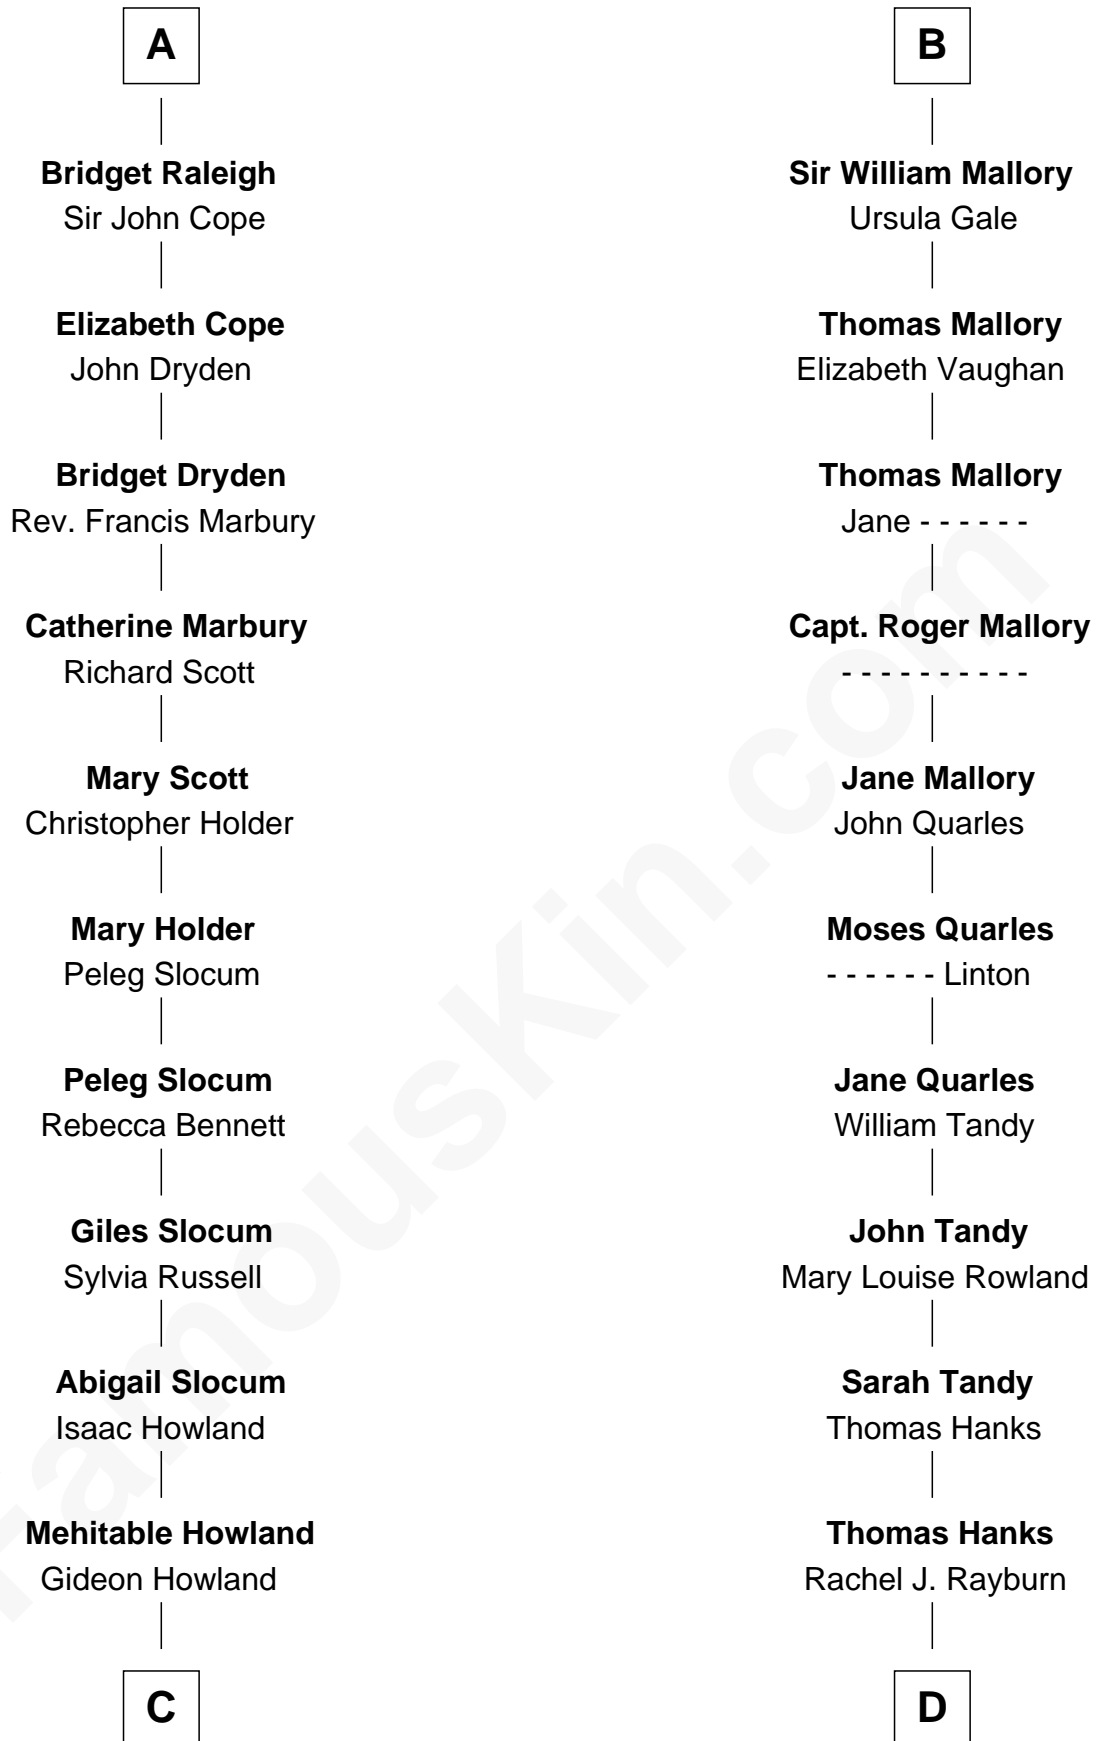 A
Bridget Raleigh
Sir John Cope
Elizabeth Cope
John Dryden
Bridget Dryden
Rev. Francis Marbury
Catherine Marbury
Richard Scott
Mary Scott
Christopher Holder
Mary Holder
Peleg Slocum
Peleg Slocum
Rebecca Bennett
Giles Slocum
Sylvia Russell
Abigail Slocum
Isaac Howland
Mehitable Howland
Gideon Howland
C
B
Sir William Mallory
Ursula Gale
Thomas Mallory
Elizabeth Vaughan
Thomas Mallory
Jane - - - - - -
Capt. Roger Mallory
- - - - - - - - - -
Jane Mallory
John Quarles
Moses Quarles
- - - - - - Linton
Jane Quarles
William Tandy
John Tandy
Mary Louise Rowland
Sarah Tandy
Thomas Hanks
Thomas Hanks
Rachel J. Rayburn
D
FamousKin.com